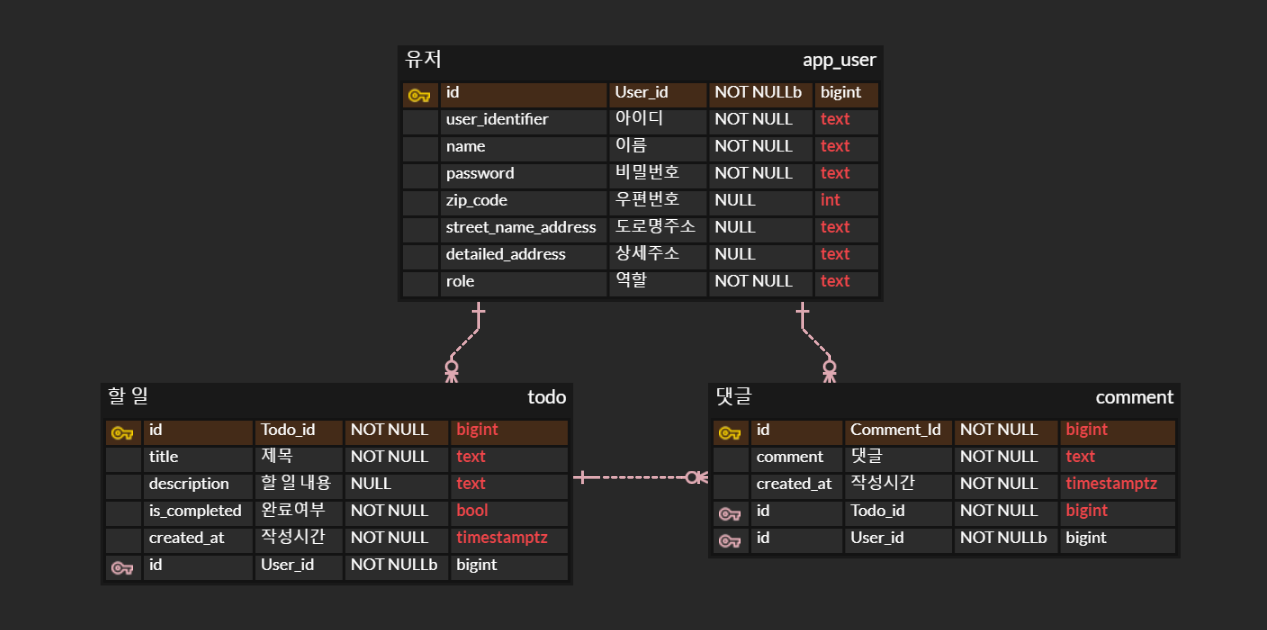 유저 app_user
id User_id NOT NULLb bigint
user_identifier 아이디 NOT NULL text
name 이름 NOT NULL text
password 비밀번호 NOT NULL text
zip_code 우편번호 NULL int
street_name_address 도로명주소 NULL text
detailed_address 상세주소 NULL text
role 역할 NOT NULL text
할 일 todo
id Todo_id NOT NULL bigint
title 제목 NOT NULL text
description 할 일 내용 NULL text
is_completed 완료여부 NOT NULL bool
created_at 작성시간 NOT NULL timestamptz
id User_id NOT NULLb bigint
댓글 comment
id Comment_Id NOT NULL bigint
comment 댓글 NOT NULL text
created_at 작성시간 NOT NULL timestamptz
id Todo_id NOT NULL bigint
id User_id NOT NULLb bigint